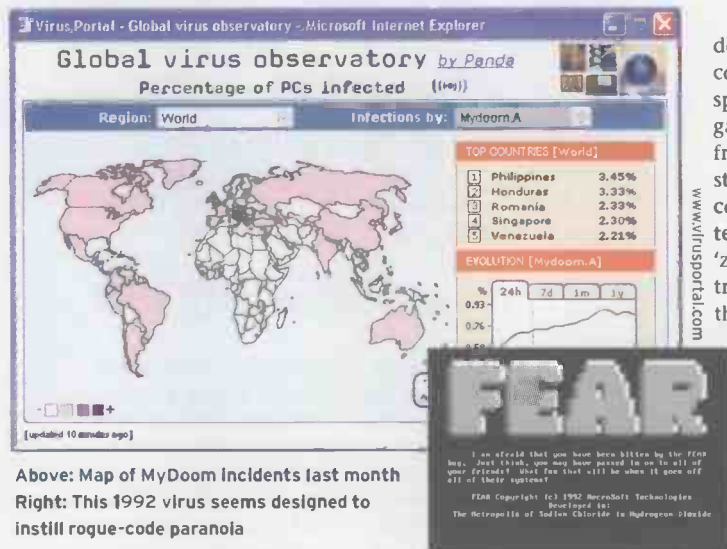 Virus Portal - Global virus observatory - Microsoft Internet Explorer
Global virus observatory by Panda
Percentage of PCs infected
Region: World
Infections by: Mydoom.A
TOP COUNTRIES [World]
1 Philippines 3.45%
2 Honduras 3.33%
3 Romania 2.33%
4 Singapore 2.30%
5 Venezuela 2.21%
EVOLUTION [Mydoom.A]
% 24h 7d 1m 1y
0.93
0.76
- +
[updated 10 minutes ago]
www.virusportal.com
Above: Map of MyDoom incidents last month
Right: This 1992 virus seems designed to
instill rogue-code paranoia
FEAR
I am afraid that you have been bitten by the FEAR
bug. Just think, you may have passed it on to all of
your friends! What fun that will be when it goes off
all of their systems!
FEAR Copyright (c) 1992 NecroSoft Technologies
Developed in:
The Metropolis of Sodium Chloride in Hydrogen Dioxide